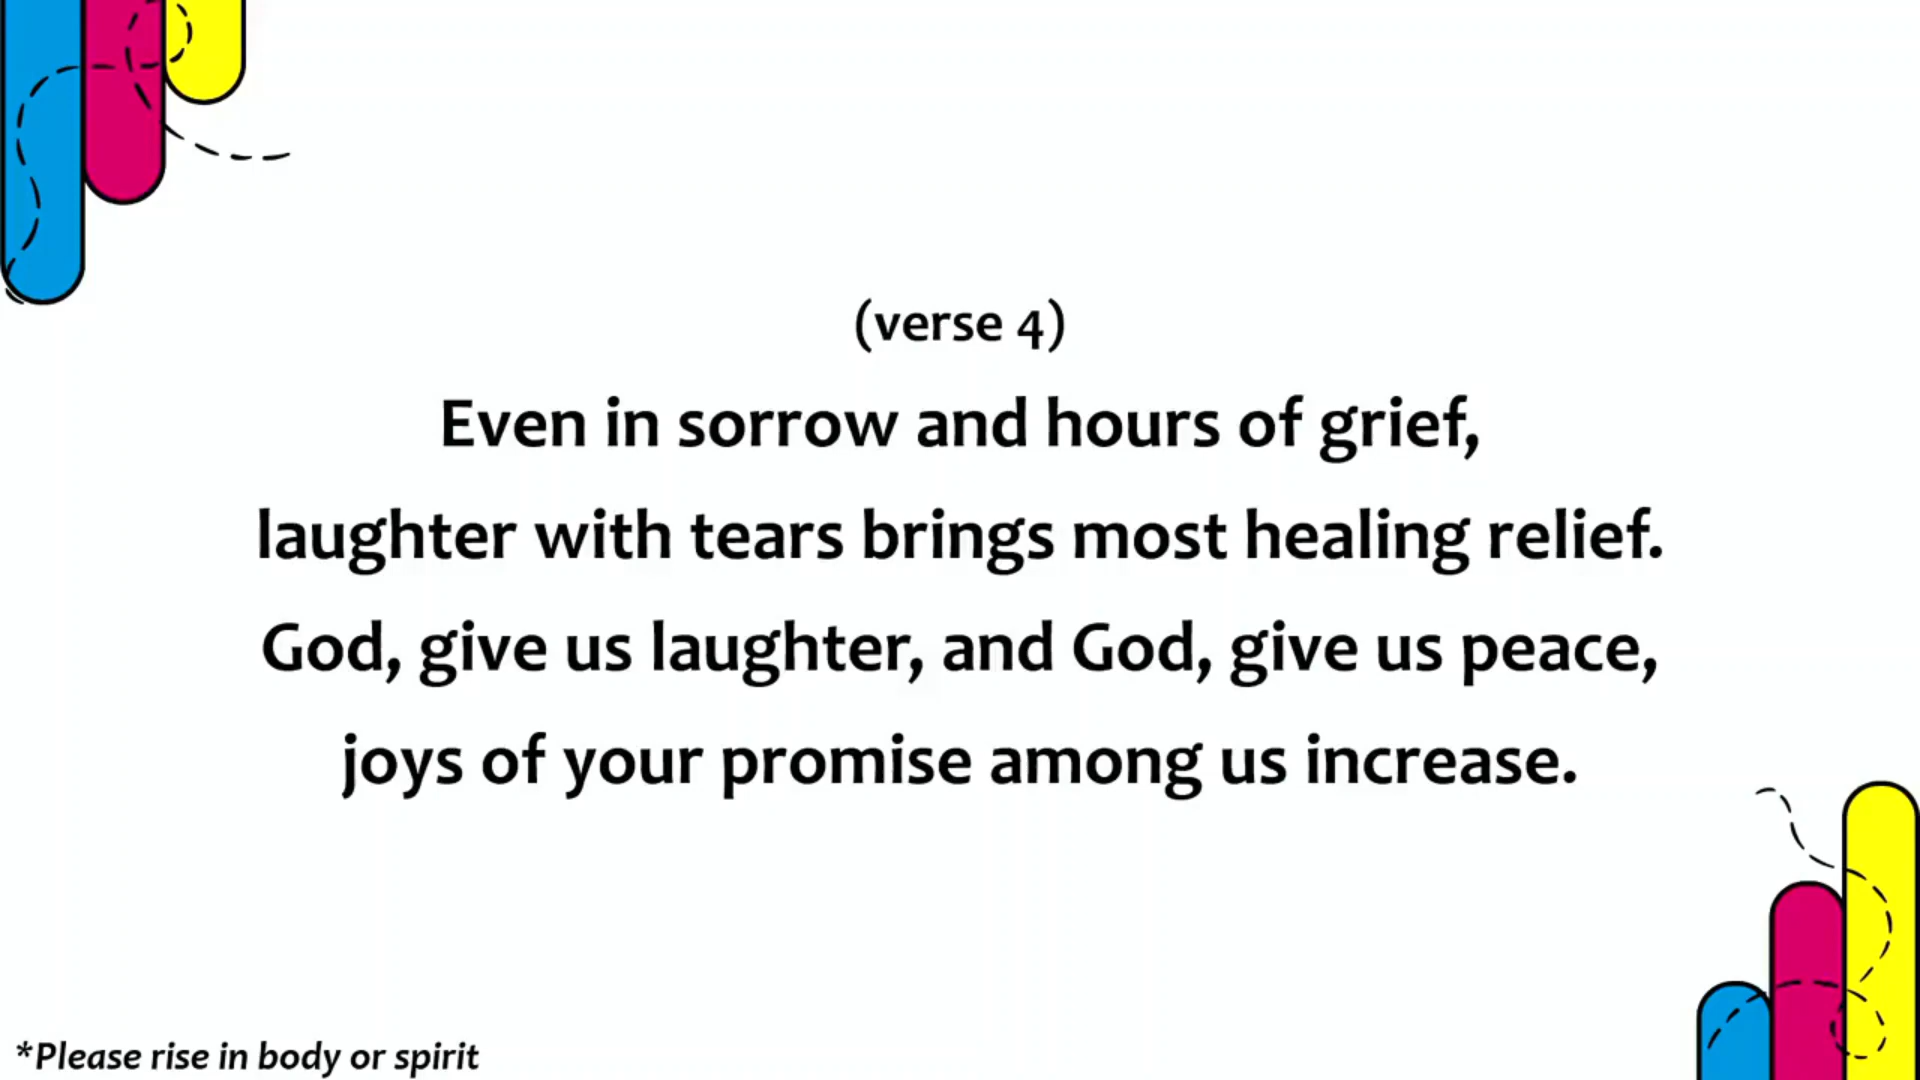 (verse 4)
Even in sorrow and hours of grief,
laughter with tears brings most healing relief.
God, give us laughter, and God, give us peace,
joys of your promise among us increase.
*Please rise in body or spirit